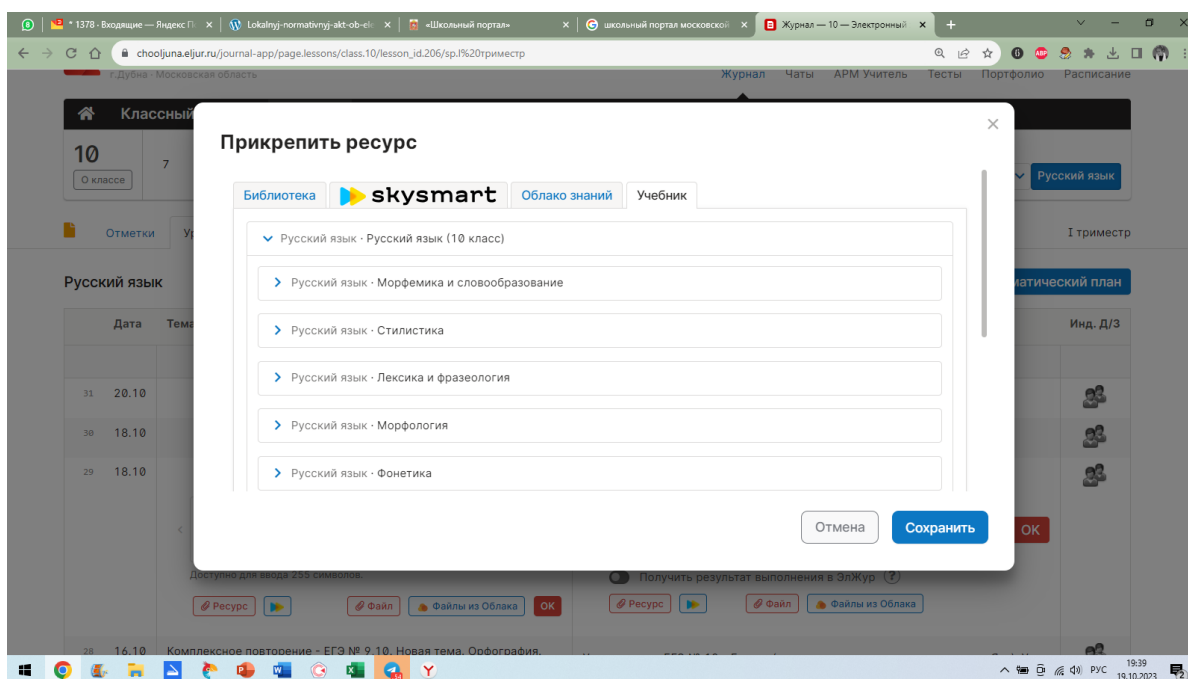 * 1378 · Входящие — Яндекс П
Lokalnyj-normativnyj-akt-ob-ele
«Школьный портал»
школьный портал московской
Журнал — 10 — Электронный
chooljuna.eljur.ru/journal-app/page.lessons/class.10/lesson_id.206/sp.I%20триместр
г.Дубна · Московская область
Журнал Чаты АРМ Учитель Тесты Портфолио Расписание
Классный
10
О классе
7
Русский язык
Прикрепить ресурс
Библиотека
skysmart
Облако знаний
Учебник
Отметки
I триместр
Русский язык · Русский язык (10 класс)
Русский язык · Морфемика и словообразование
Русский язык · Стилистика
Русский язык · Лексика и фразеология
Русский язык · Морфология
Русский язык · Фонетика
Русский язык
матический план
Дата Тема
Инд. Д/З
31 20.10
30 18.10
29 18.10
Отмена
Сохранить
OK
Доступно для ввода 255 символов.
Получить результат выполнения в ЭлЖур (?)
Ресурс
Файл
Файлы из Облака
OK
Ресурс
Файл
Файлы из Облака
28 16.10 Комплексное повторение - ЕГЭ № 9,10. Новая тема. Орфография.
РУС
19:39
19.10.2023